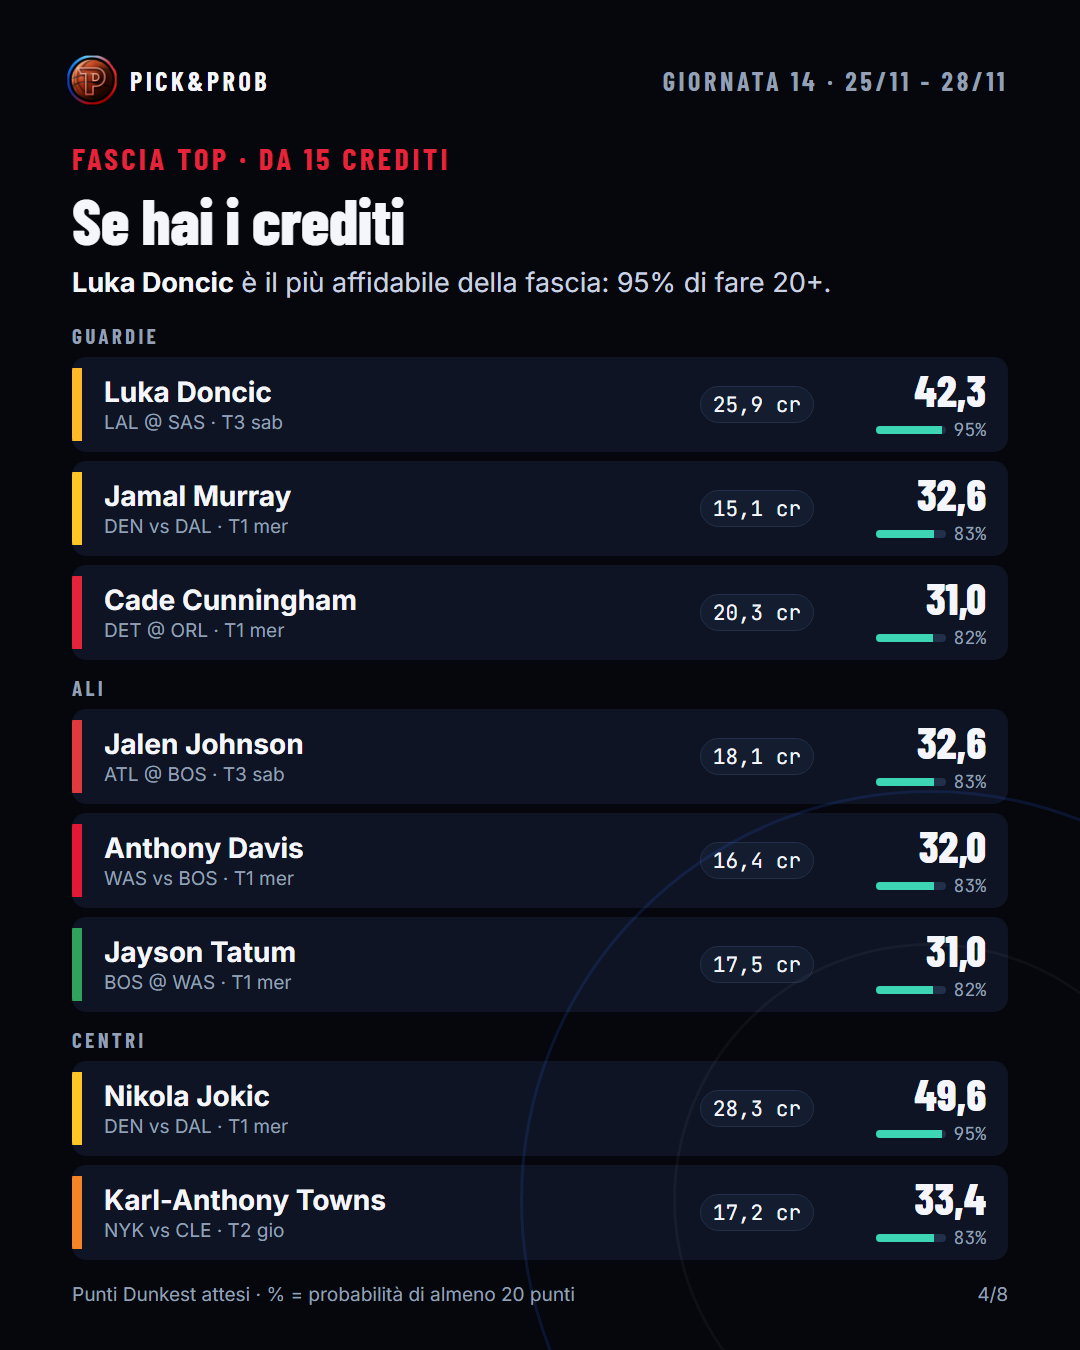 PICK&PROB
GIORNATA 14 · 25/11 - 28/11
FASCIA TOP · DA 15 CREDITI
Se hai i crediti
Luka Doncic è il più affidabile della fascia: 95% di fare 20+.
GUARDIE
Luka Doncic
LAL @ SAS · T3 sab
25,9 cr
42,3
95%
Jamal Murray
DEN vs DAL · T1 mer
15,1 cr
32,6
83%
Cade Cunningham
DET @ ORL · T1 mer
20,3 cr
31,0
82%
ALI
Jalen Johnson
ATL @ BOS · T3 sab
18,1 cr
32,6
83%
Anthony Davis
WAS vs BOS · T1 mer
16,4 cr
32,0
83%
Jayson Tatum
BOS @ WAS · T1 mer
17,5 cr
31,0
82%
CENTRI
Nikola Jokic
DEN vs DAL · T1 mer
28,3 cr
49,6
95%
Karl-Anthony Towns
NYK vs CLE · T2 gio
17,2 cr
33,4
83%
Punti Dunkest attesi · % = probabilità di almeno 20 punti
4/8